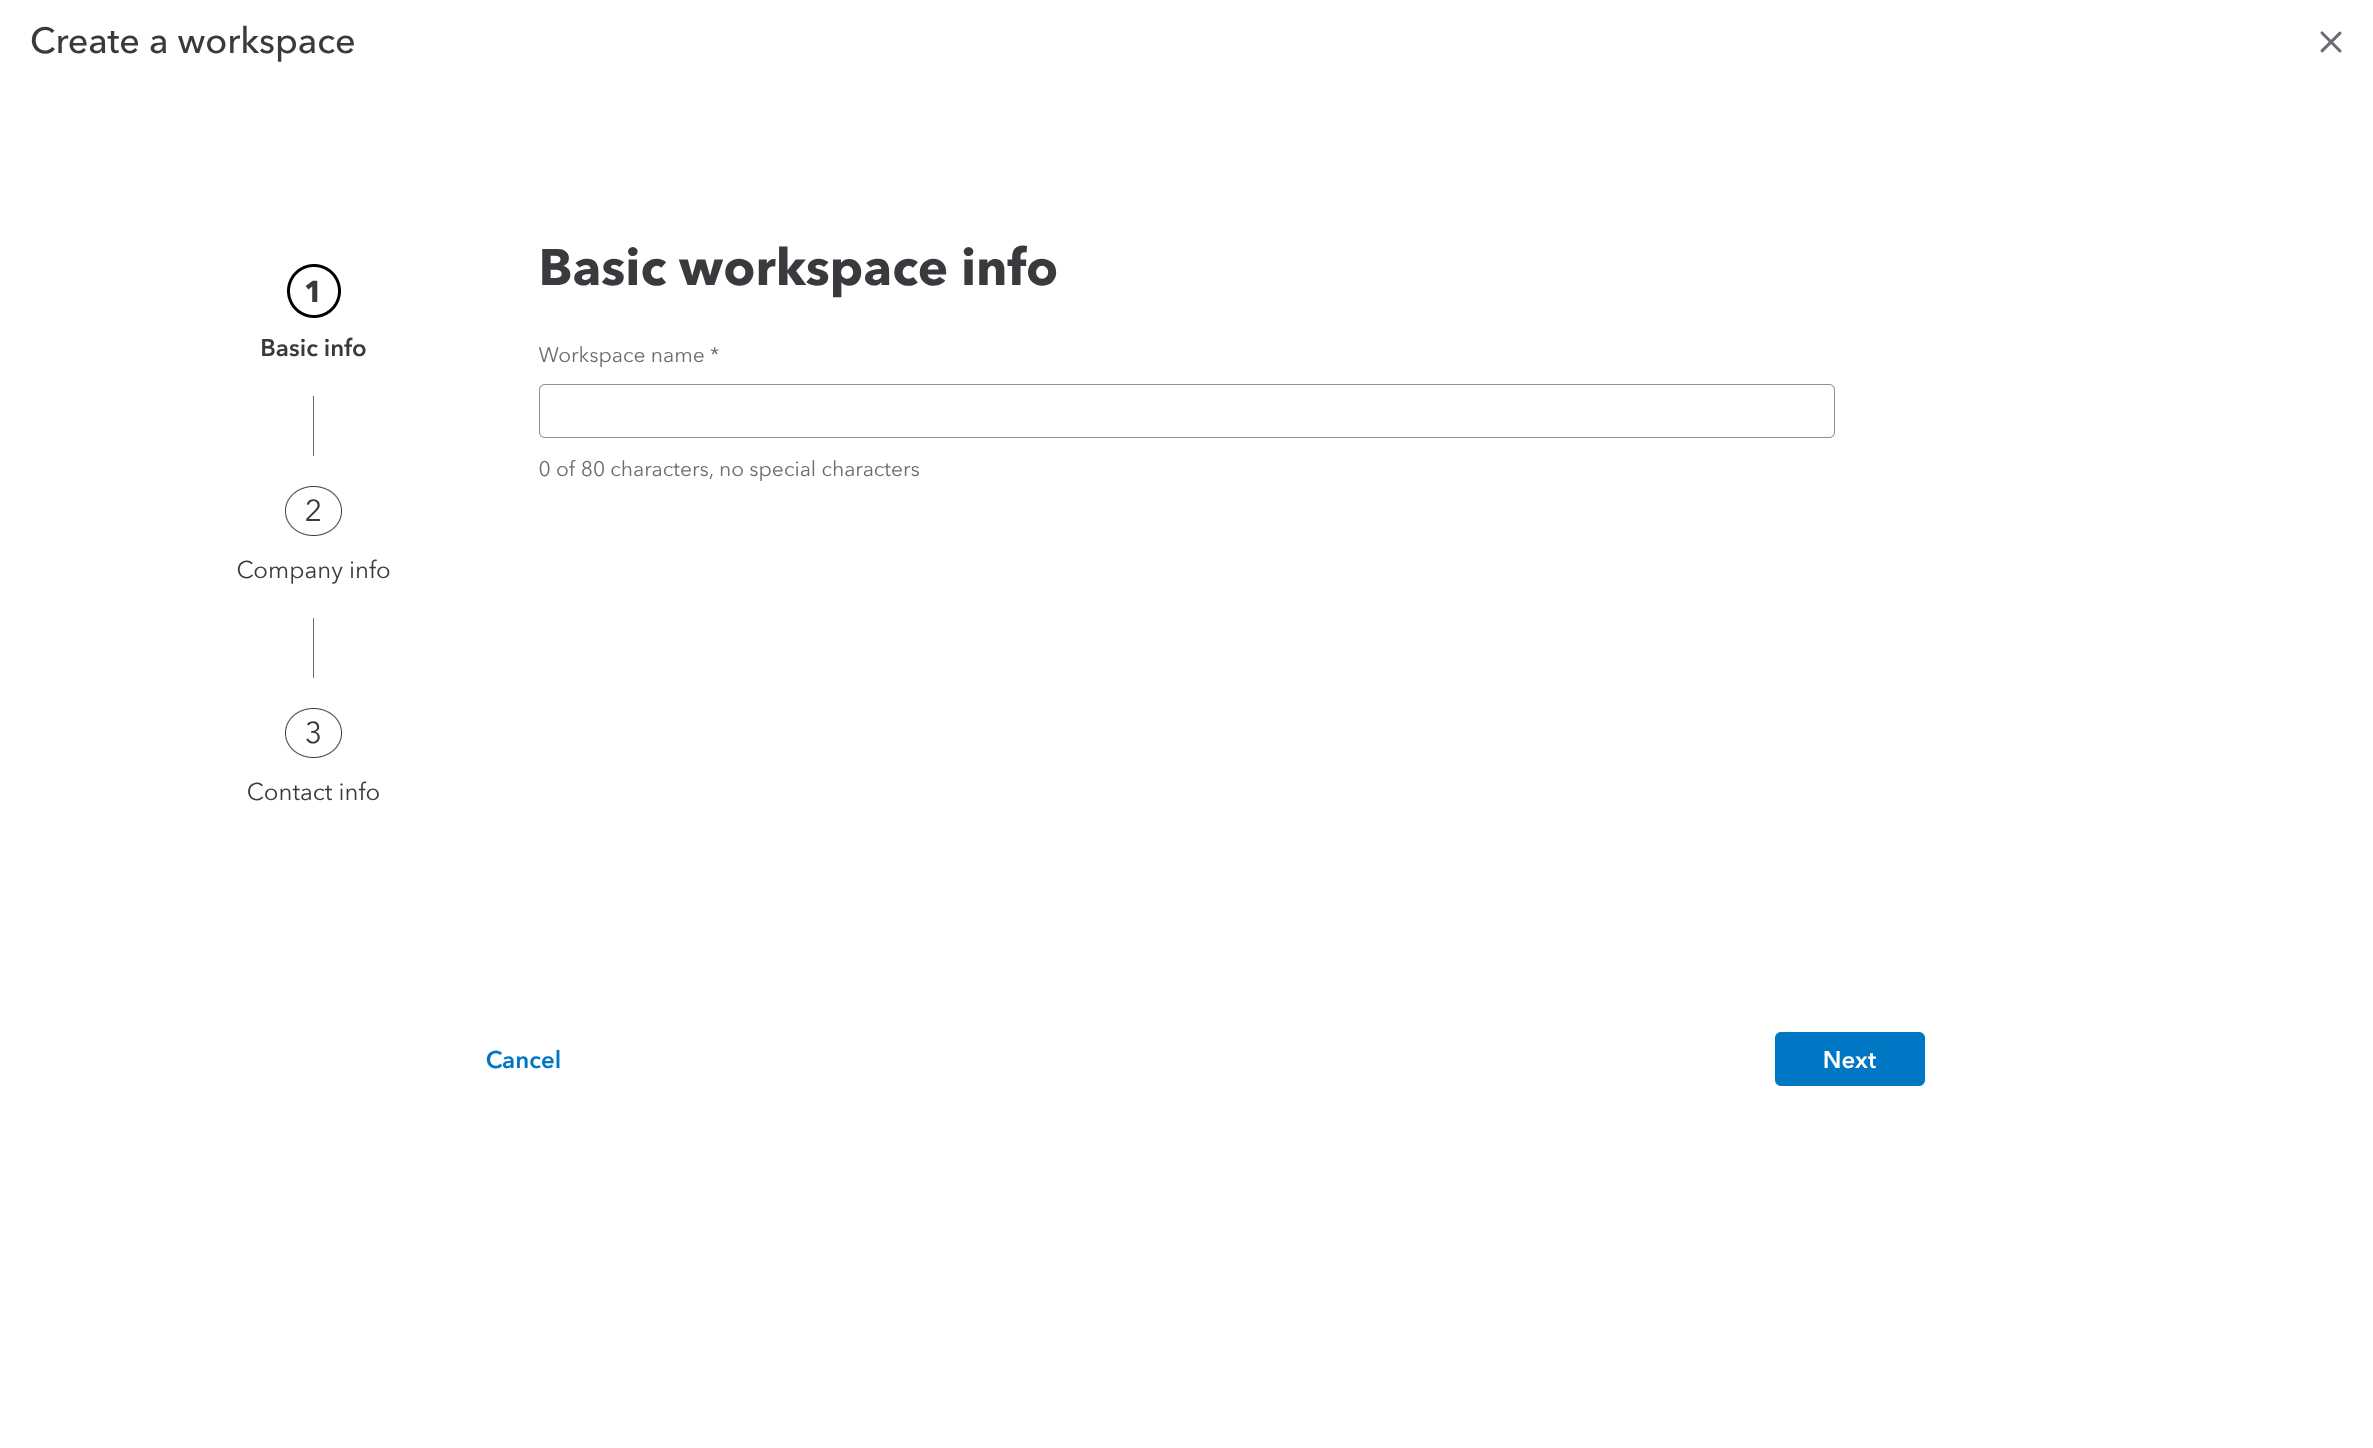 Create a workspace
1
Basic info
2
Company info
3
Contact info
Basic workspace info
Workspace name *
0 of 80 characters, no special characters
Cancel
Next